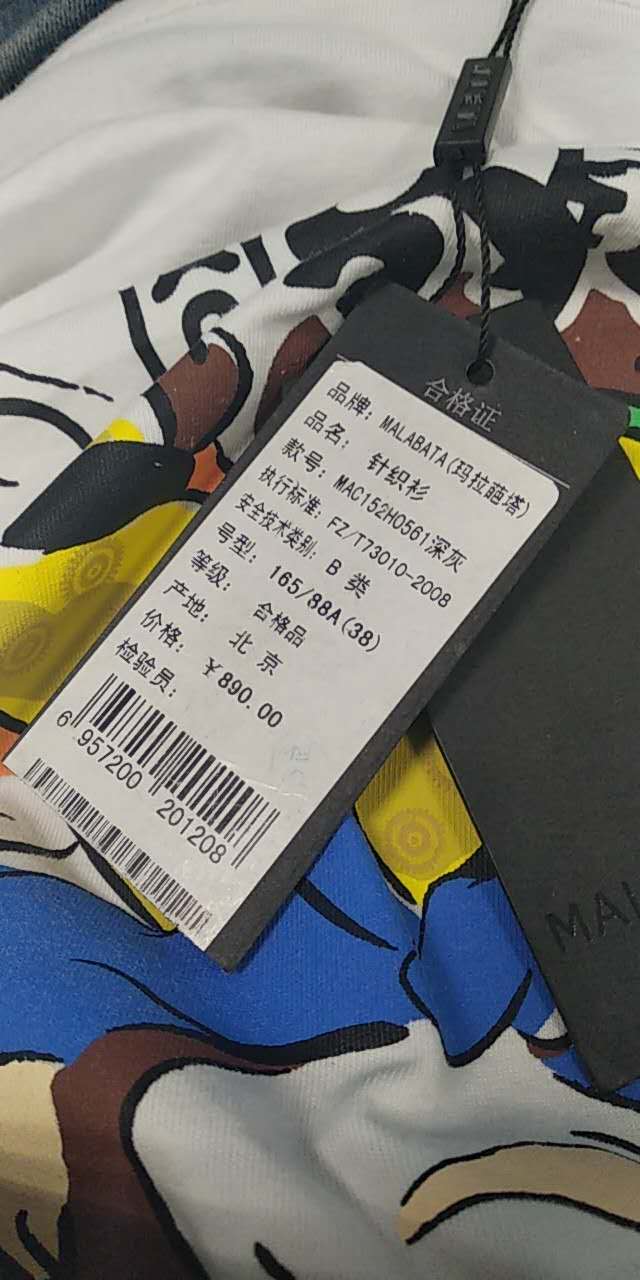 合格证
品牌: MALABATA(玛拉葩塔)
品名: 针织衫
款号: MAC152H0561深灰
执行标准: FZ/T73010-2008
安全技术类别: B 类
号型: 165/88A(38)
等级: 合格品
产地: 北京
价格: ¥890.00
检验员:
6 957200 201208
MAL